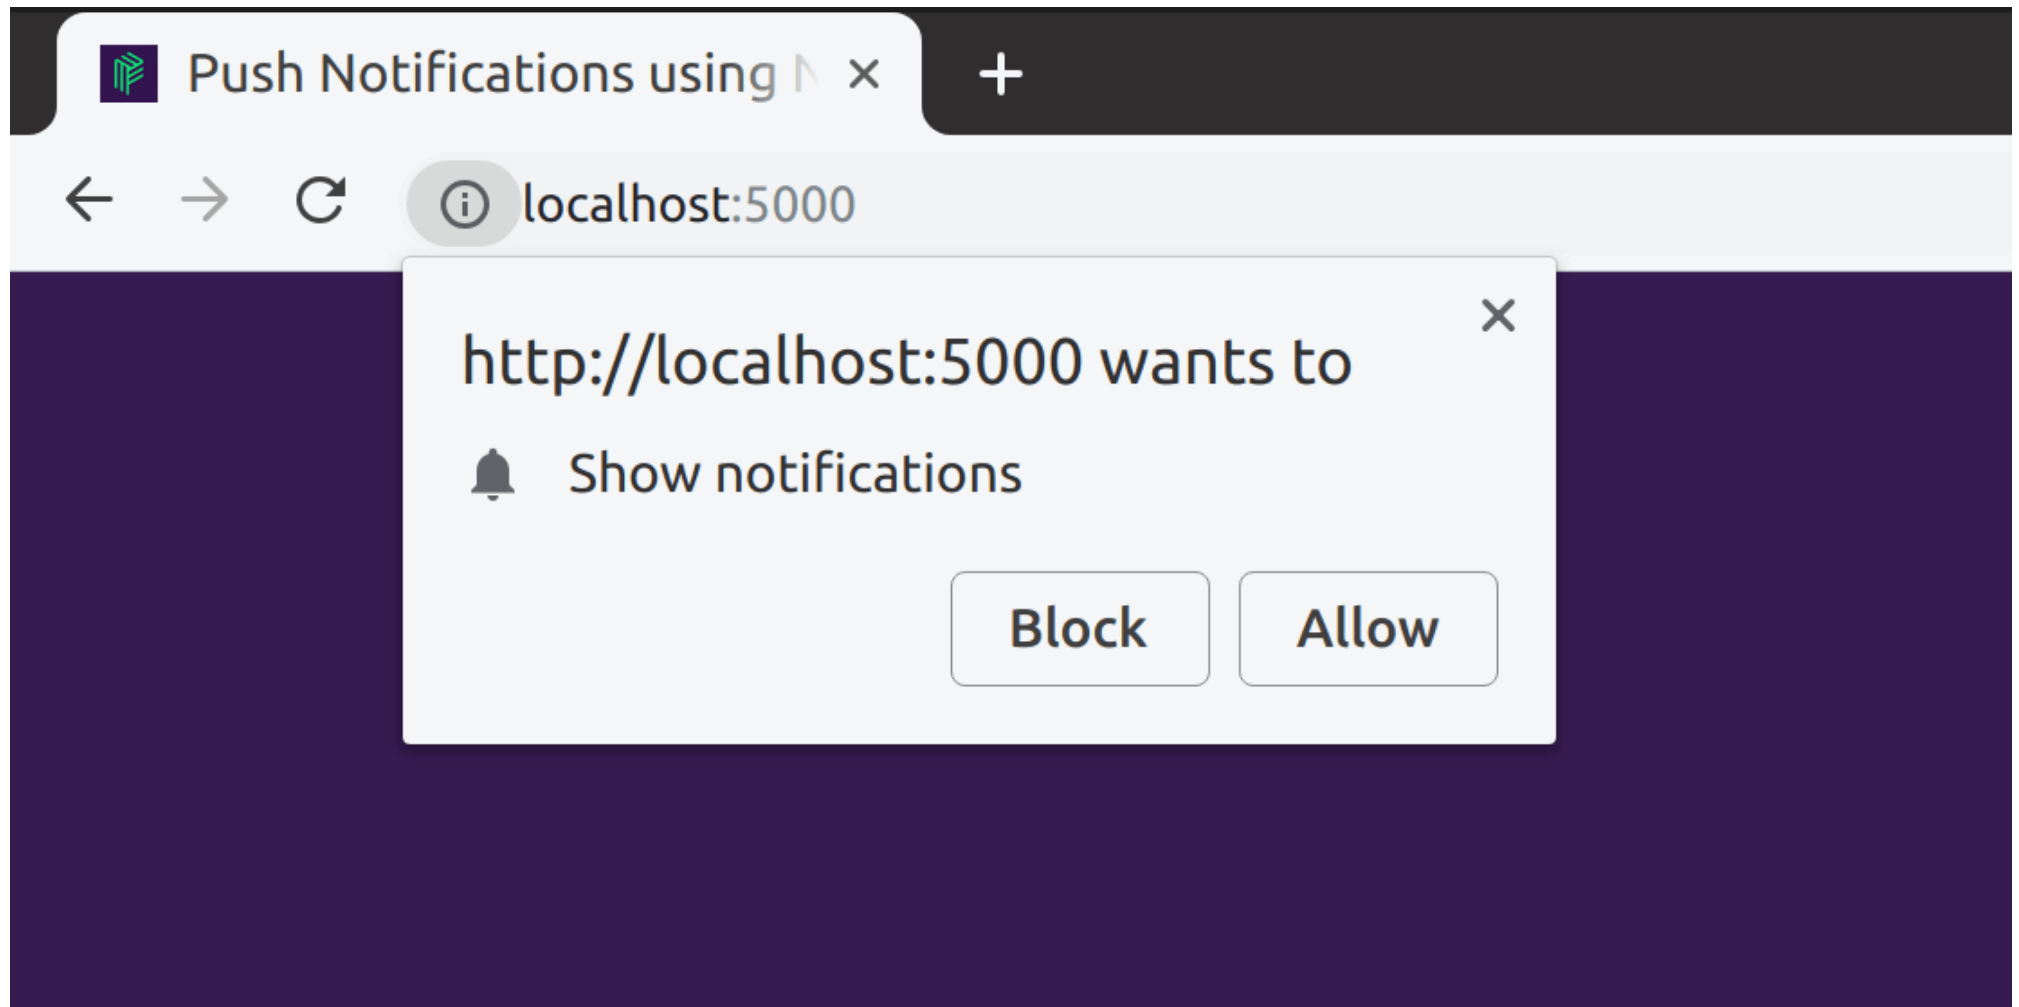 Push Notifications using
localhost:5000
http://localhost:5000 wants to
Show notifications
Block Allow